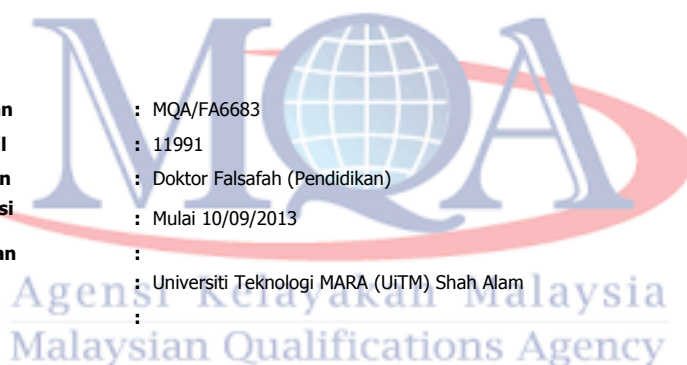 MQA
an : MQA/FA6683
l : 11991
n : Doktor Falsafah (Pendidikan)
si : Mulai 10/09/2013
an :
: Universiti Teknologi MARA (UiTM) Shah Alam
:
Agensi Kelayakan Malaysia
Malaysian Qualifications Agency